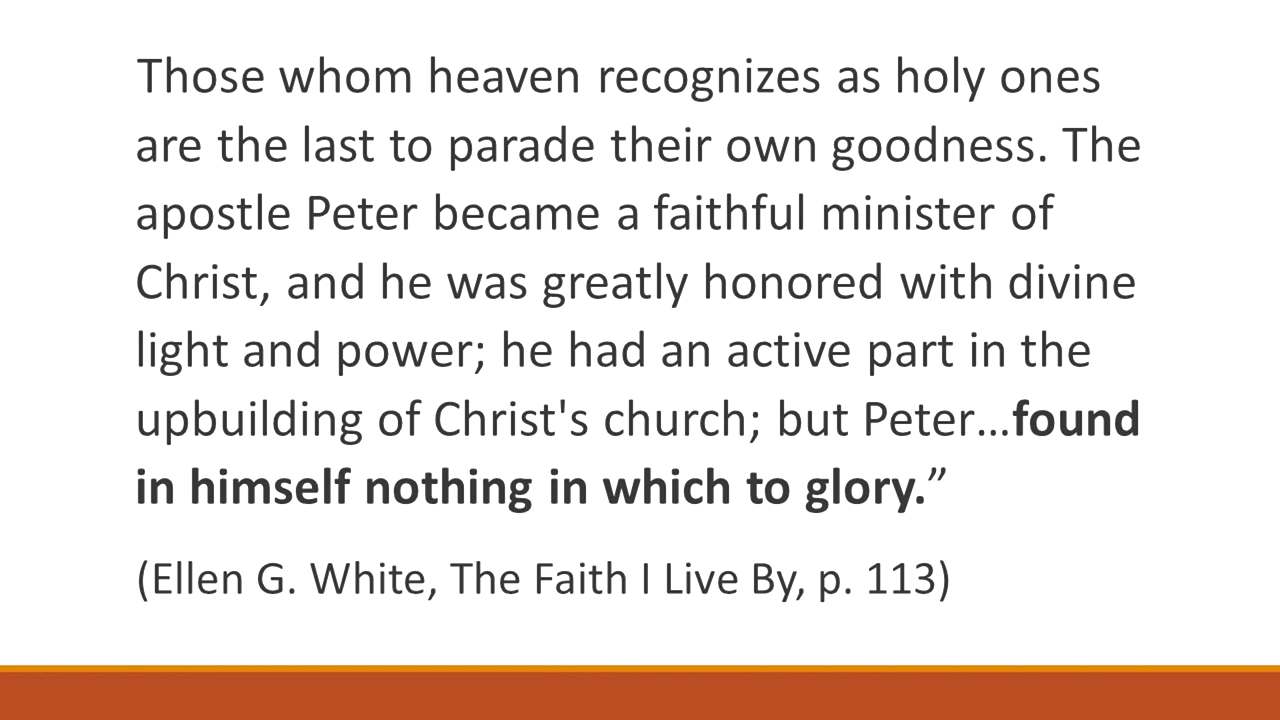 Those whom heaven recognizes as holy ones
are the last to parade their own goodness. The
apostle Peter became a faithful minister of
Christ, and he was greatly honored with divine
light and power; he had an active part in the
upbuilding of Christ's church; but Peter…found
in himself nothing in which to glory.”
(Ellen G. White, The Faith I Live By, p. 113)